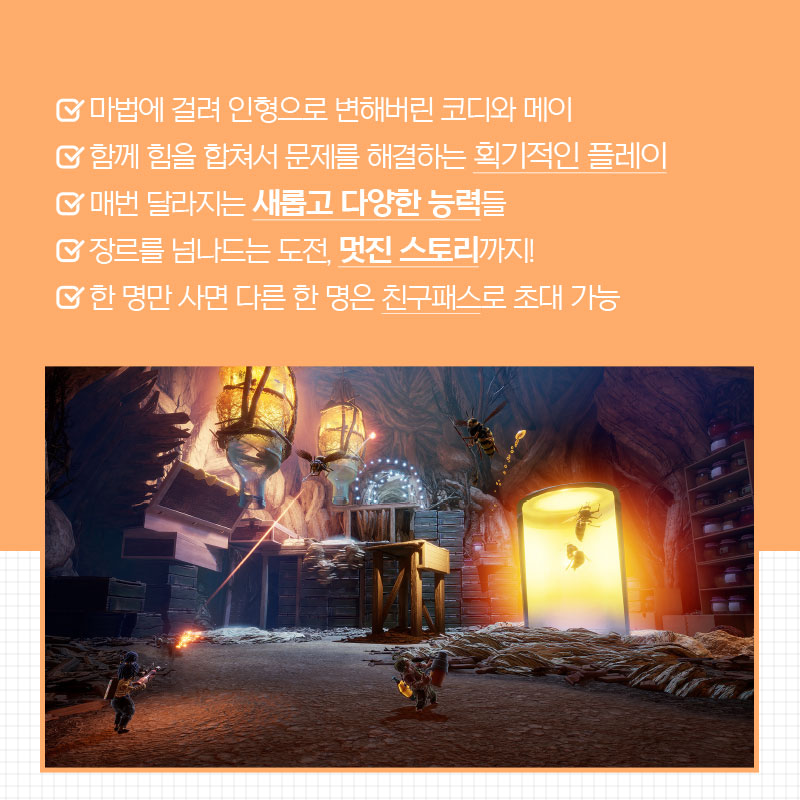 마법에 걸려 인형으로 변해버린 코디와 메이
함께 힘을 합쳐서 문제를 해결하는 획기적인 플레이
매번 달라지는 새롭고 다양한 능력들
장르를 넘나드는 도전, 멋진 스토리까지!
한 명만 사면 다른 한 명은 친구패스로 초대 가능